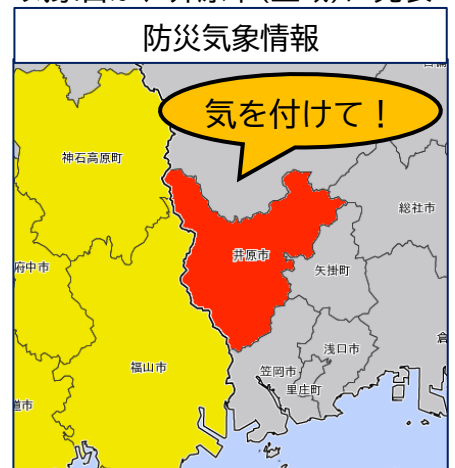 防災気象情報
気を付けて！
神石高原町
総社市
井原市
府中市
矢掛町
浅口市
福山市
笠岡市
里庄町
道市